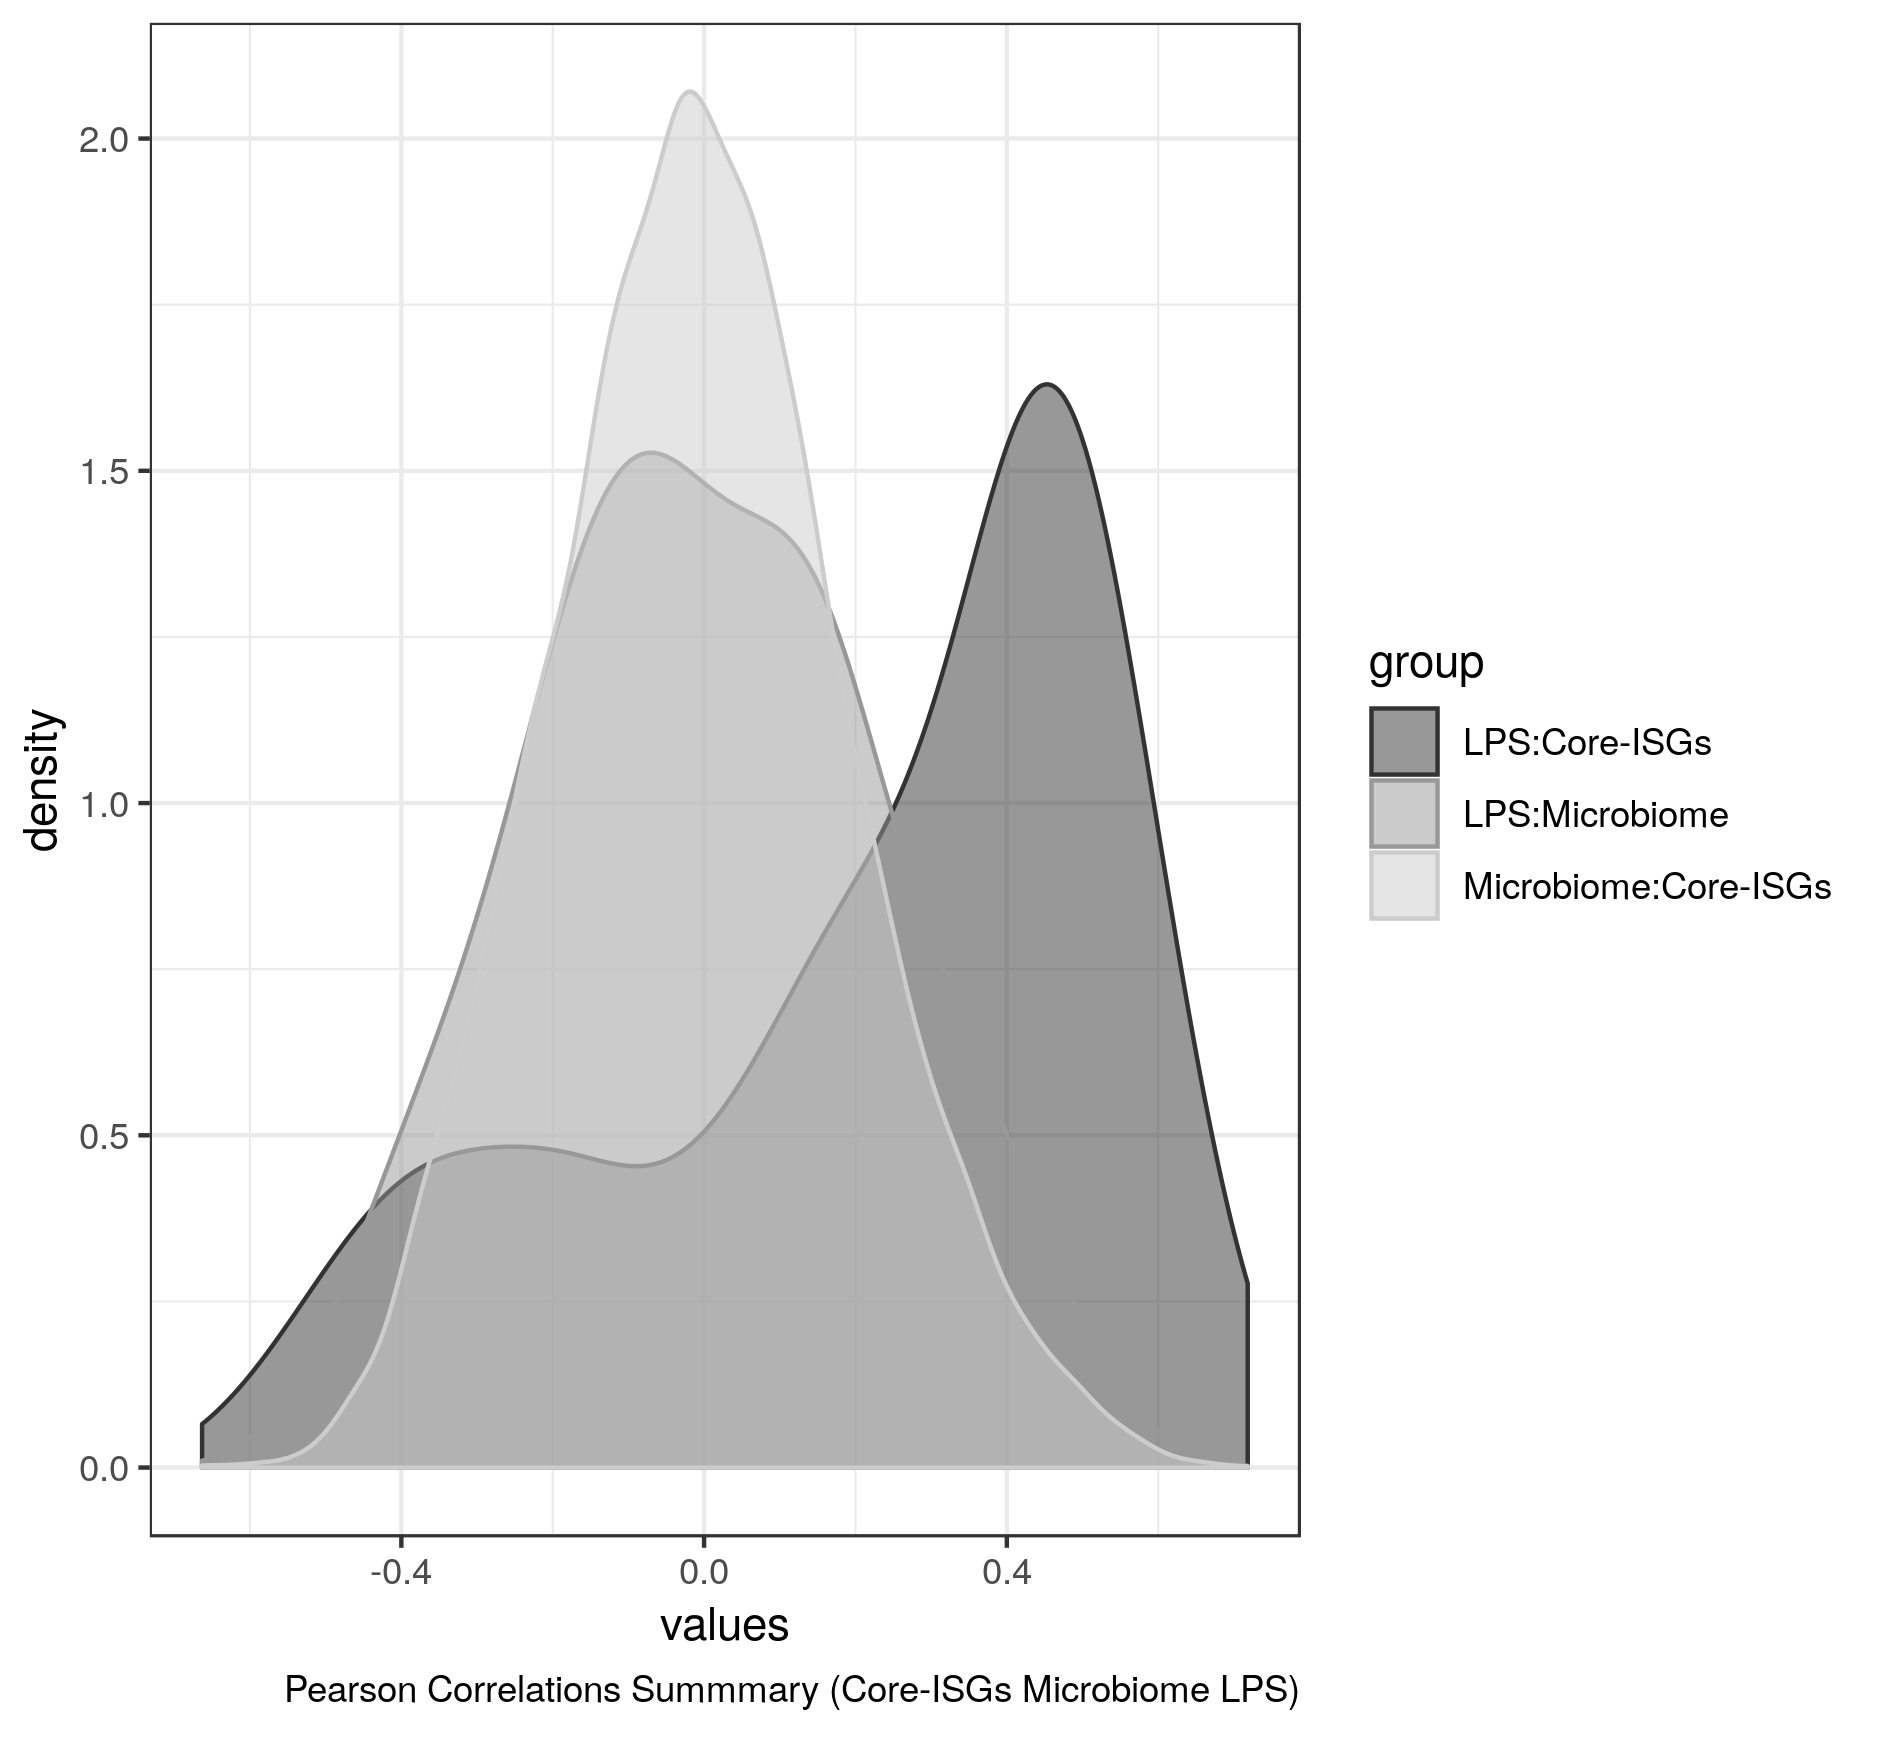 2.0
1.5
1.0
0.5
0.0
density
-0.4 0.0 0.4
values
Pearson Correlations Summmary (Core-ISGs Microbiome LPS)
group
LPS:Core-ISGs
LPS:Microbiome
Microbiome:Core-ISGs